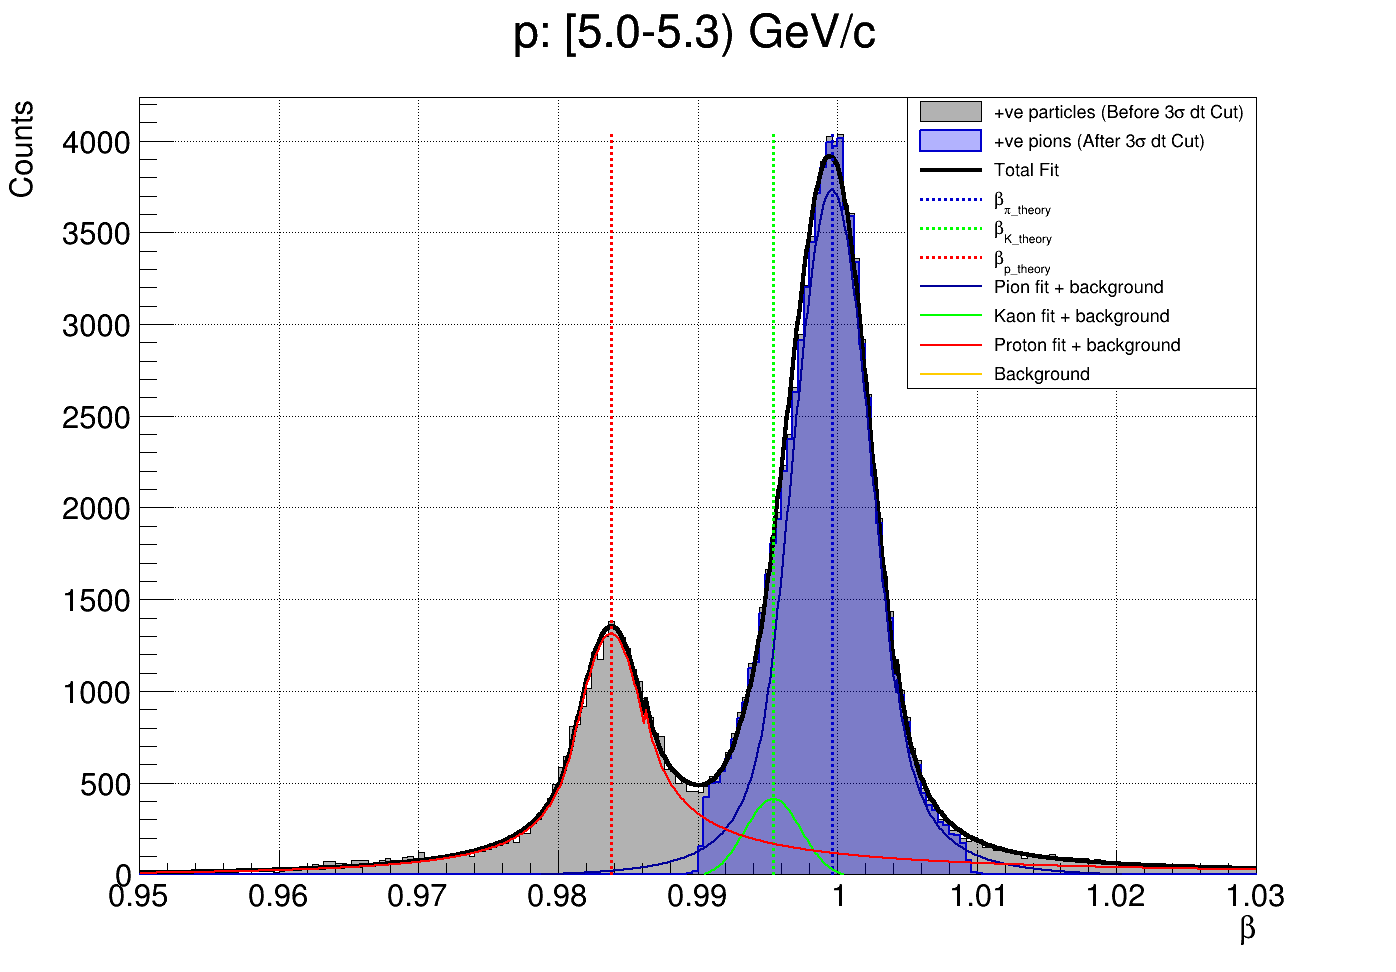 p: [5.0-5.3) GeV/c
Counts
+ve particles (Before 3σ dt Cut)
+ve pions (After 3σ dt Cut)
Total Fit
βπ_theory
βK_theory
βp_theory
Pion fit + background
Kaon fit + background
Proton fit + background
Background
4000
3500
3000
2500
2000
1500
1000
500
0
0.95 0.96 0.97 0.98 0.99 1 1.01 1.02 1.03
β